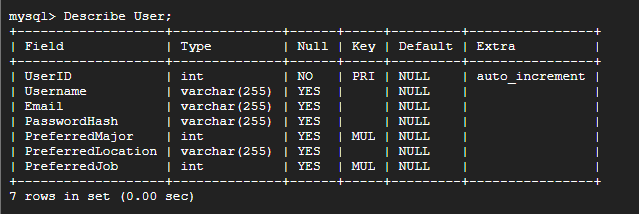 mysql> Describe User;
+-------------------+--------------+------+-----+---------+----------------+
| Field             | Type         | Null | Key | Default | Extra          |
+-------------------+--------------+------+-----+---------+----------------+
| UserID            | int          | NO   | PRI | NULL    | auto_increment |
| Username          | varchar(255) | YES  |     | NULL    |                |
| Email             | varchar(255) | YES  |     | NULL    |                |
| PasswordHash      | varchar(255) | YES  |     | NULL    |                |
| PreferredMajor    | int          | YES  | MUL | NULL    |                |
| PreferredLocation | varchar(255) | YES  |     | NULL    |                |
| PreferredJob      | int          | YES  | MUL | NULL    |                |
+-------------------+--------------+------+-----+---------+----------------+
7 rows in set (0.00 sec)